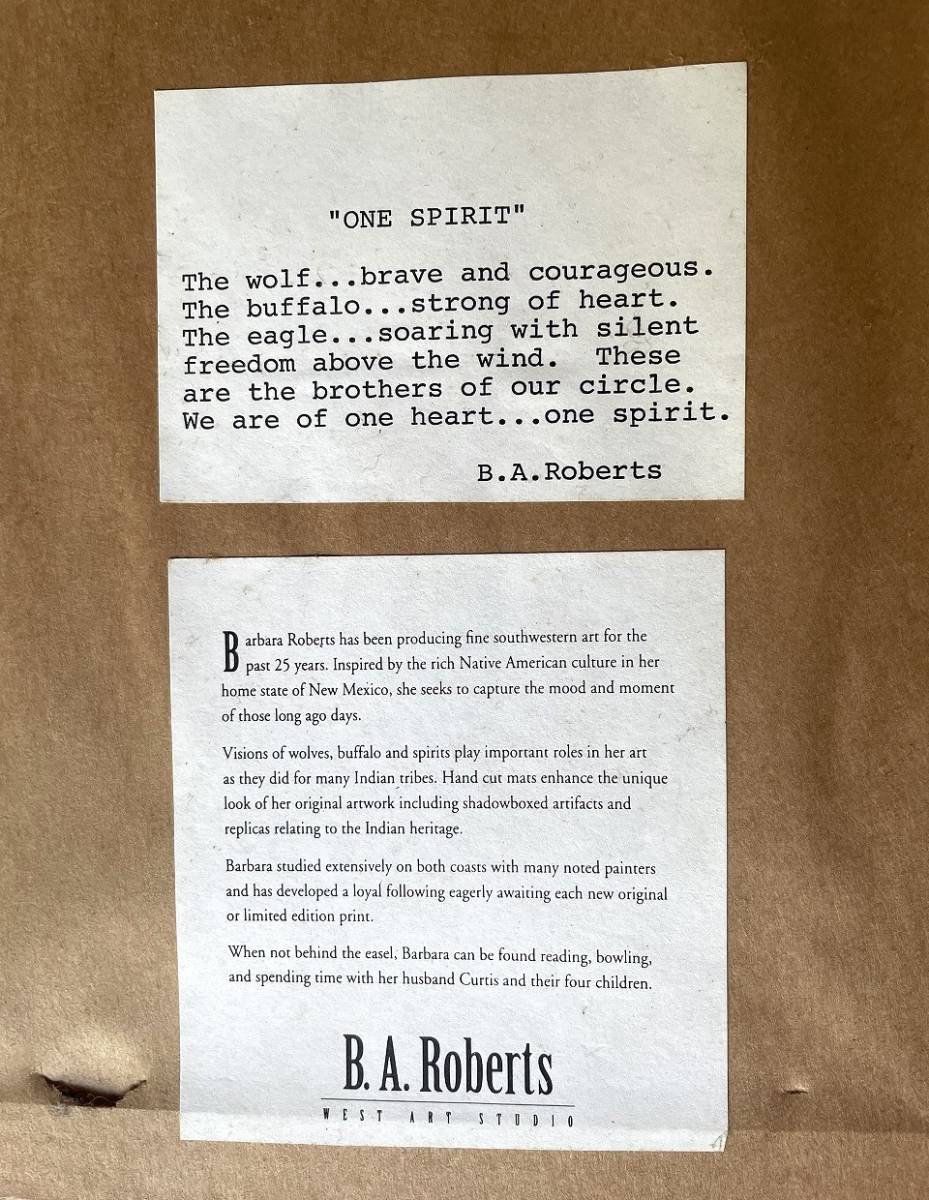 "ONE SPIRIT"
The wolf...brave and courageous.
The buffalo...strong of heart.
The eagle...soaring with silent
freedom above the wind.  These
are the brothers of our circle.
We are of one heart...one spirit.
B.A.Roberts
Barbara Roberts has been producing fine southwestern art for the
past 25 years. Inspired by the rich Native American culture in her
home state of New Mexico, she seeks to capture the mood and moment
of those long ago days.
Visions of wolves, buffalo and spirits play important roles in her art
as they did for many Indian tribes. Hand cut mats enhance the unique
look of her original artwork including shadowboxed artifacts and
replicas relating to the Indian heritage.
Barbara studied extensively on both coasts with many noted painters
and has developed a loyal following eagerly awaiting each new original
or limited edition print.
When not behind the easel, Barbara can be found reading, bowling,
and spending time with her husband Curtis and their four children.
B. A. Roberts
WEST ART STUDIO